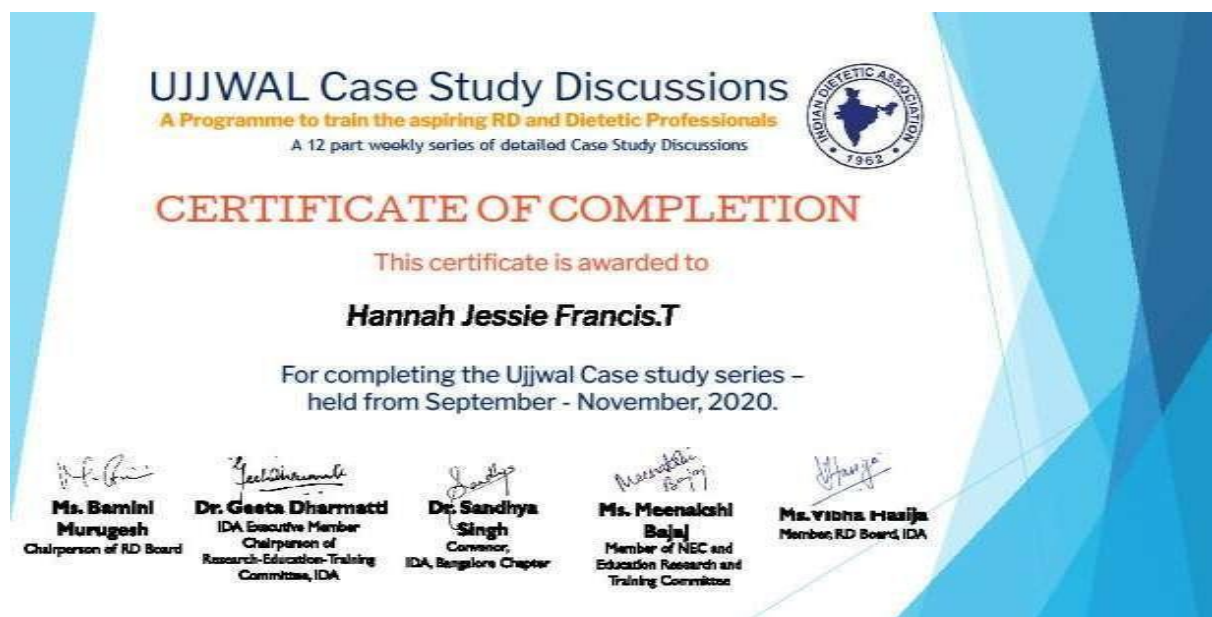 UJJWAL Case Study Discussions
A Programme to train the aspiring RD and Dietetic Professionals
A 12 part weekly series of detailed Case Study Discussions
INDIAN DIETETIC ASSOCIATION
1962
CERTIFICATE OF COMPLETION
This certificate is awarded to
Hannah Jessie Francis.T
For completing the Ujjwal Case study series –
held from September - November, 2020.
Sandhya
Meenakshi
Bajaj
Ms. Bamini
Murugesh
Chairperson of RD Board
Dr. Geeta Dharmatti
IDA Executive Member
Chairperson of
Research-Education-Training
Committee, IDA
Dr. Sandhya
Singh
Convenor,
IDA, Bangalore Chapter
Ms. Meenakshi
Bajaj
Member of NEC and
Education Research and
Training Committee
Ms. Vibha Hasija
Member, RD Board, IDA